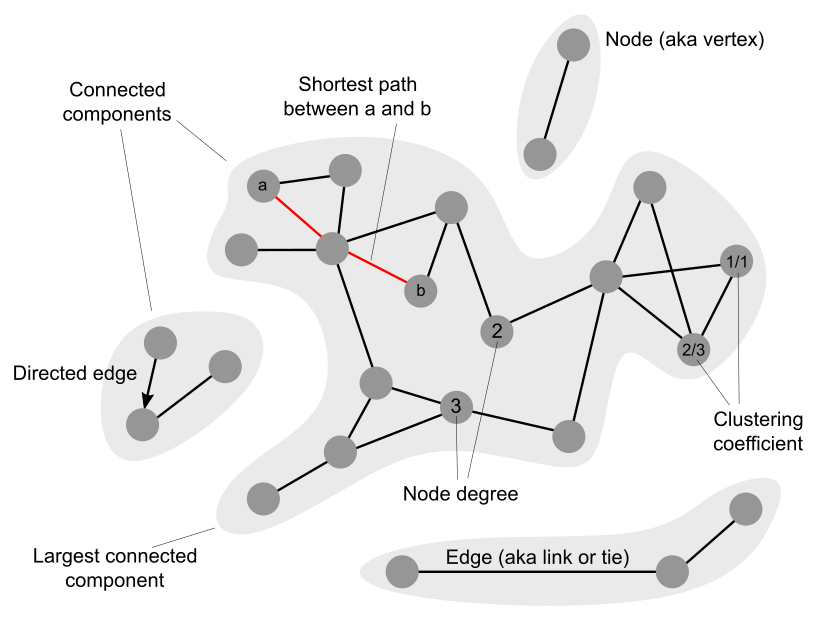 Node (aka vertex)
Connected
components
Shortest path
between a and b
a
b
1/1
2
2/3
Directed edge
3
Clustering
coefficient
Node degree
Largest connected
component
Edge (aka link or tie)